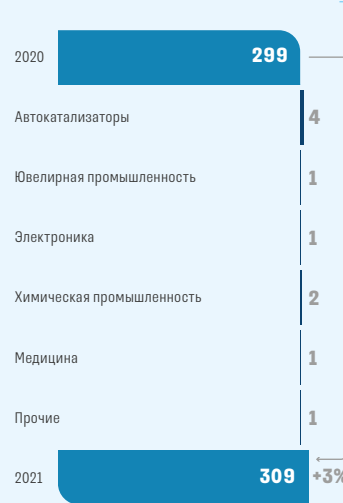 2020 299
Автокатализаторы 4
Ювелирная промышленность 1
Электроника 1
Химическая промышленность 2
Медицина 1
Прочие 1
2021 309 +3%